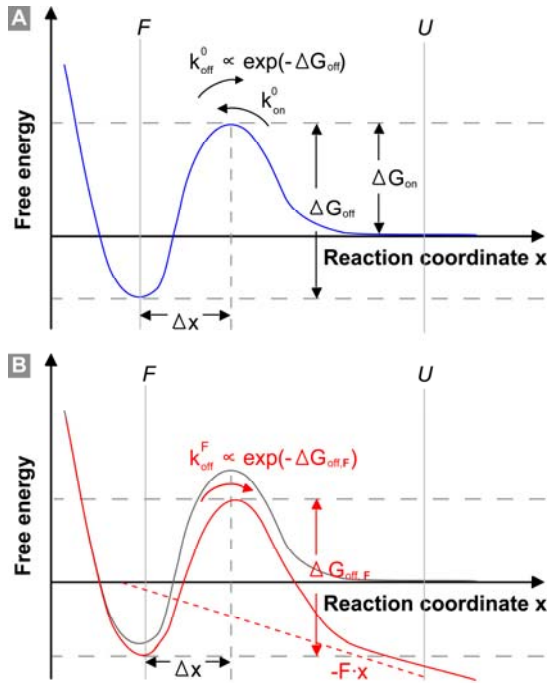 A
F
U
k⁰off ∝ exp(-ΔGoff)
k⁰on
Free energy
ΔGoff
ΔGon
Reaction coordinate x
Δx
B
F
U
kᶠoff ∝ exp(-ΔGoff,F)
Free energy
ΔGoff,F
Reaction coordinate x
Δx
-F·x